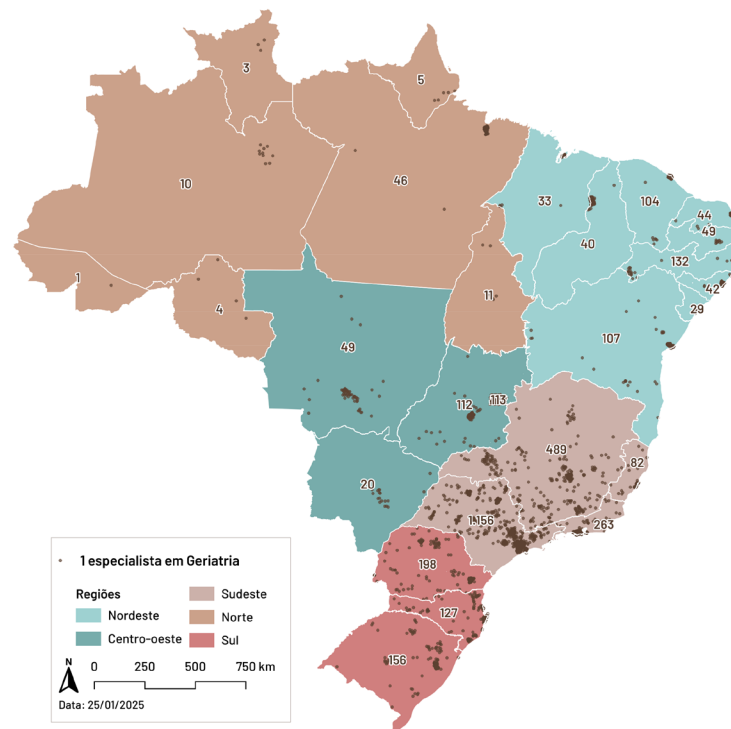 3
5
10
46
33
104
44
49
40
132
1
42
11
4
29
107
49
112
113
489
82
20
1.156
263
198
127
156
1 especialista em Geriatria
Regiões
Sudeste
Nordeste
Norte
Centro-oeste
Sul
N
0 250 500 750 km
Data: 25/01/2025